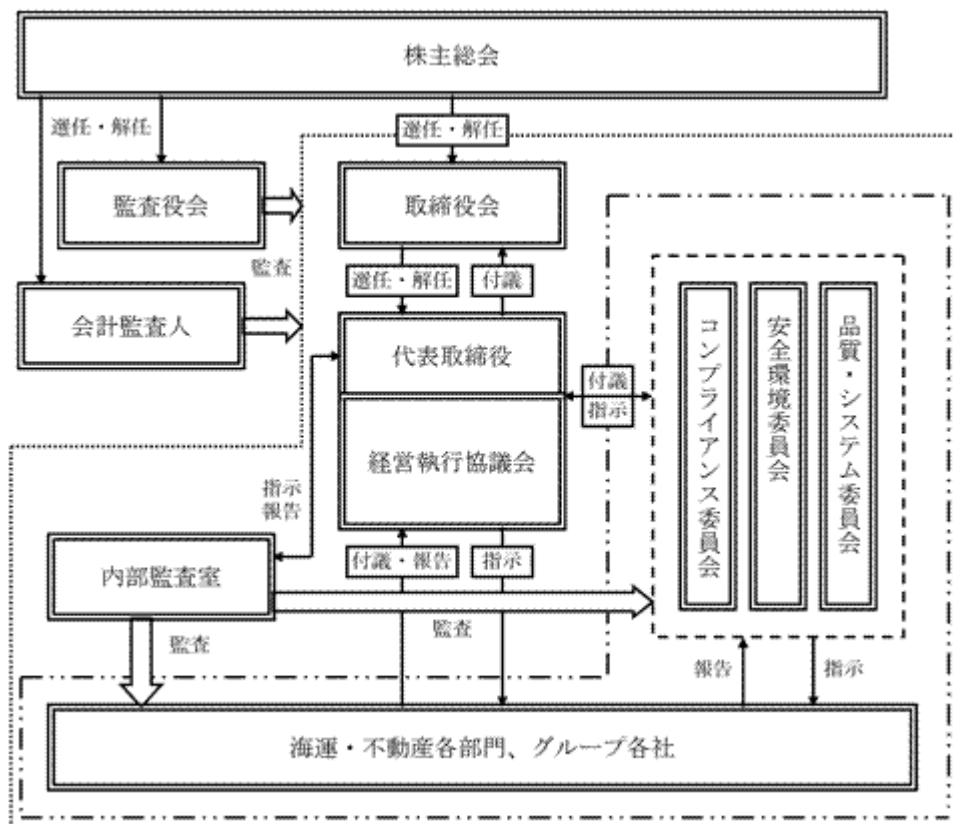 株主総会
選任・解任
選任・解任
監査役会
取締役会
監査
選任・解任
付議
会計監査人
代表取締役
付議
指示
経営執行協議会
コンプライアンス委員会
安全環境委員会
品質・システム委員会
指示
報告
付議・報告
指示
内部監査室
監査
監査
報告
指示
海運・不動産各部門、グループ各社